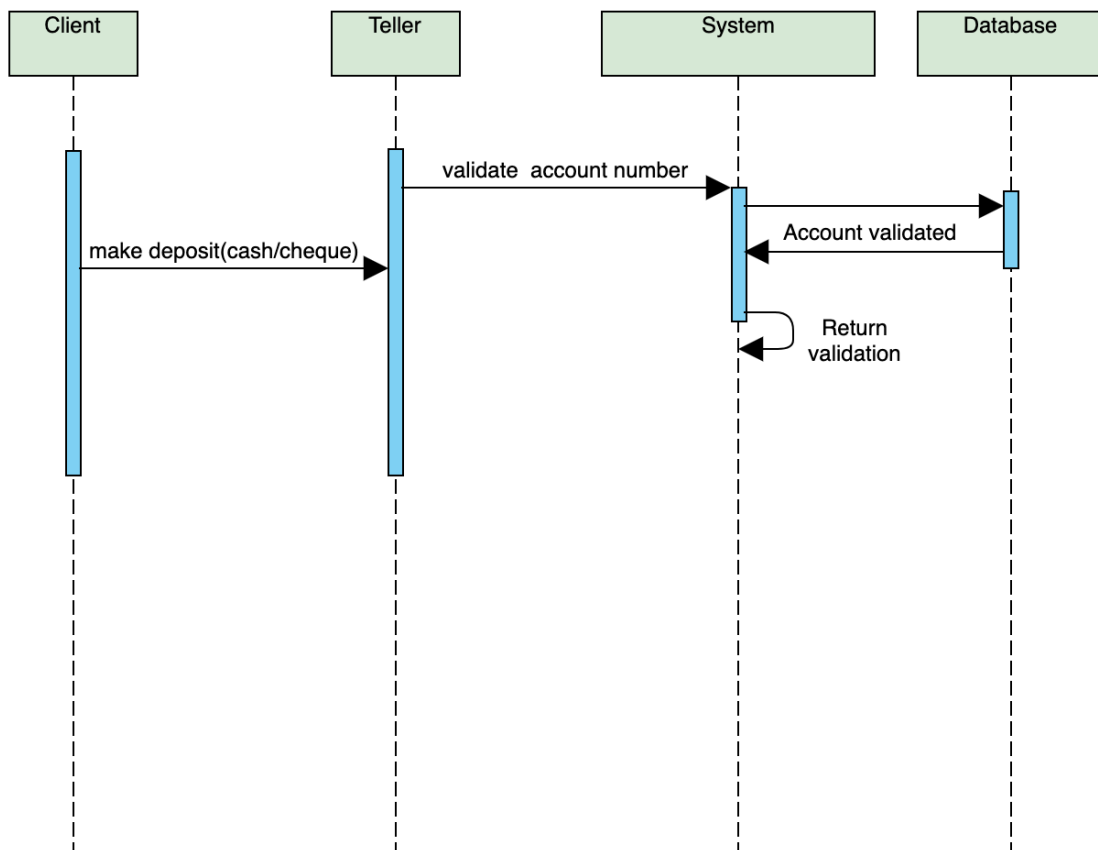 Client
Teller
System
Database
validate  account number
Account validated
make deposit(cash/cheque)
Return
validation